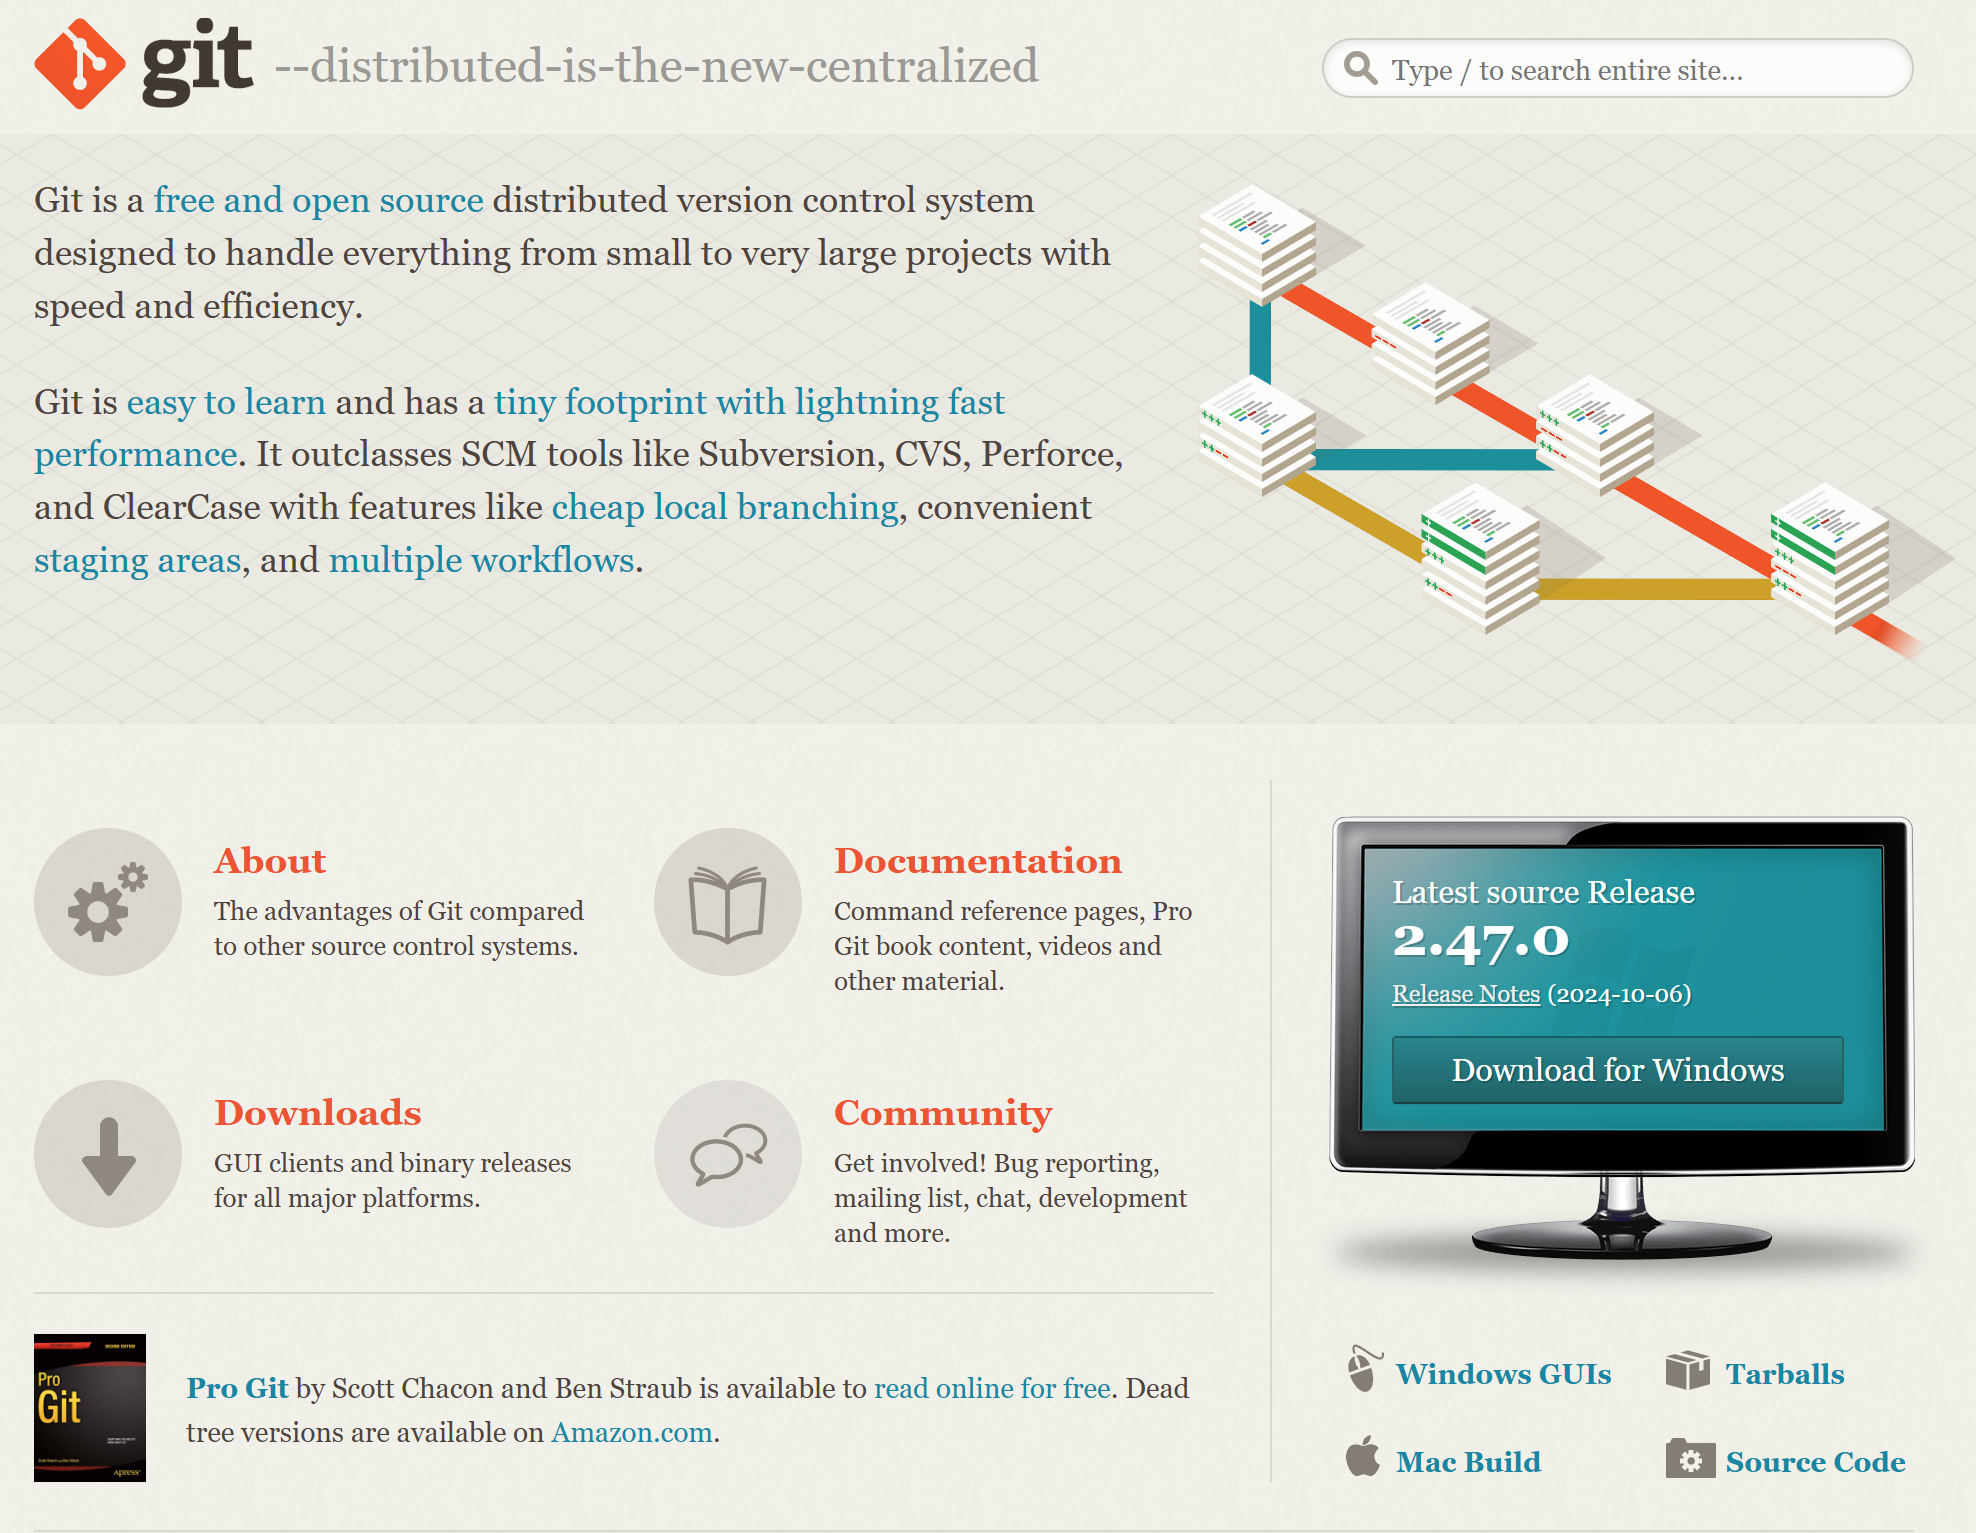 git --distributed-is-the-new-centralized
Type / to search entire site...
Git is a free and open source distributed version control system
designed to handle everything from small to very large projects with
speed and efficiency.
Git is easy to learn and has a tiny footprint with lightning fast
performance. It outclasses SCM tools like Subversion, CVS, Perforce,
and ClearCase with features like cheap local branching, convenient
staging areas, and multiple workflows.
About
The advantages of Git compared
to other source control systems.
Documentation
Command reference pages, Pro
Git book content, videos and
other material.
Downloads
GUI clients and binary releases
for all major platforms.
Community
Get involved! Bug reporting,
mailing list, chat, development
and more.
Pro
Git
Apress
Pro Git by Scott Chacon and Ben Straub is available to read online for free. Dead
tree versions are available on Amazon.com.
Latest source Release
2.47.0
Release Notes (2024-10-06)
Download for Windows
Windows GUIs
Tarballs
Mac Build
Source Code